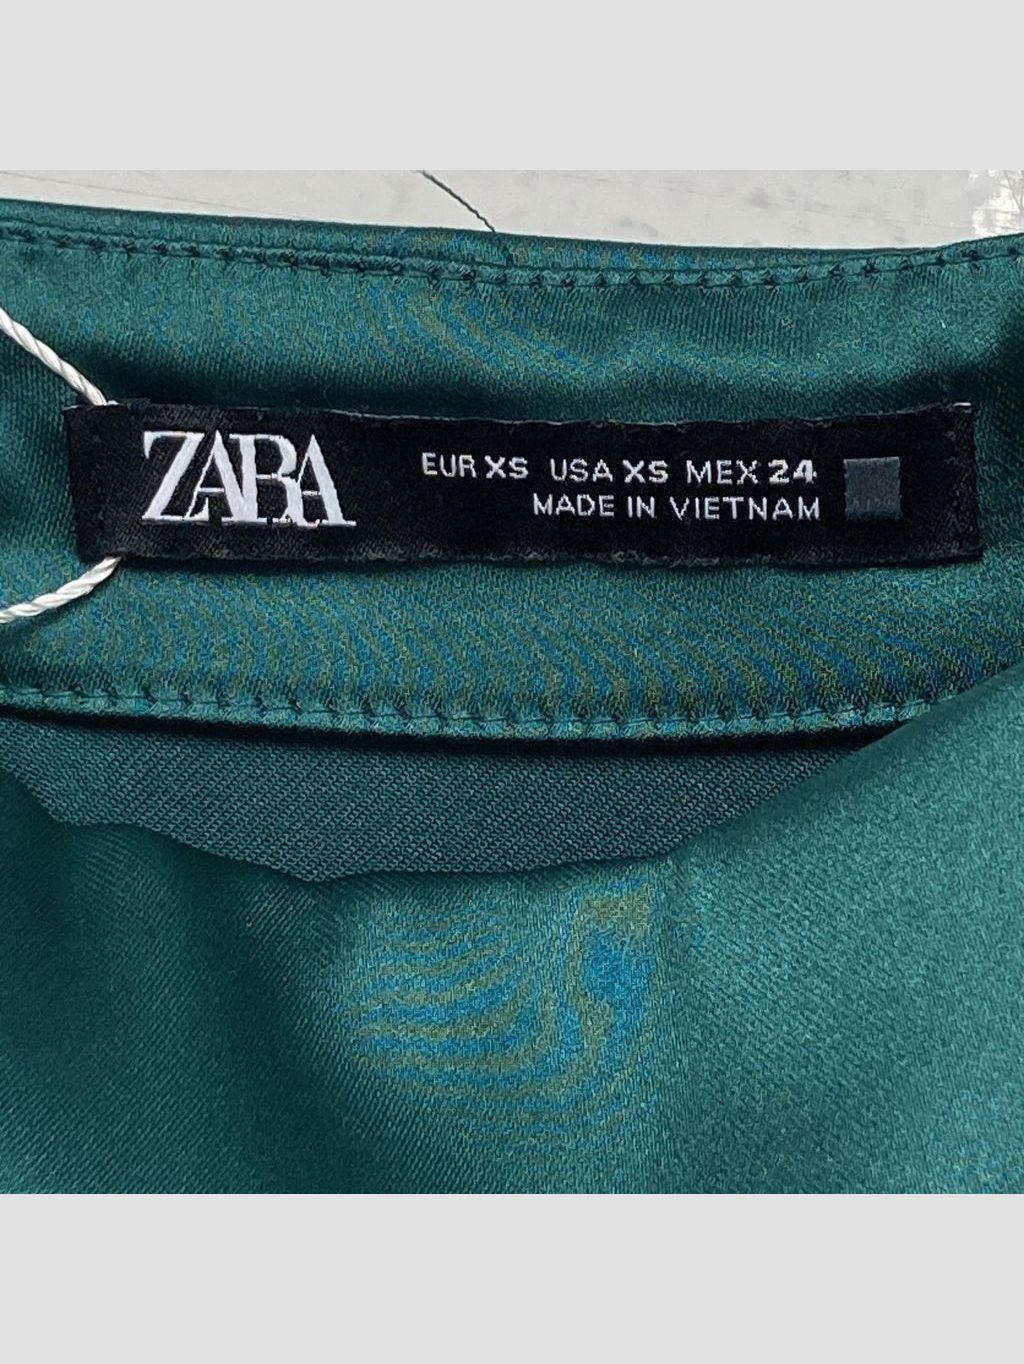 ZARA
EUR XS USA XS MEX 24
MADE IN VIETNAM